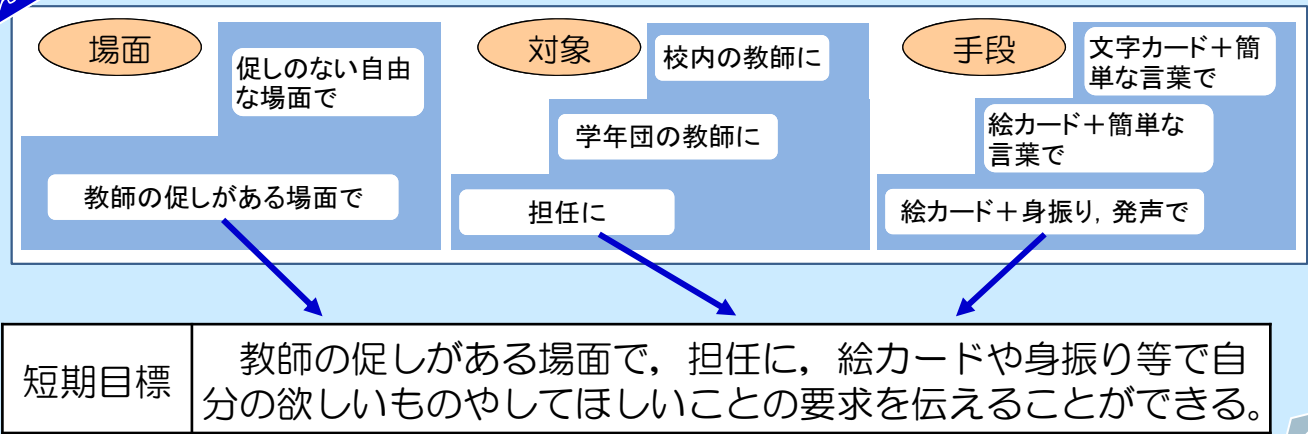 場面
促しのない自由
な場面で
教師の促しがある場面で
対象
校内の教師に
学年団の教師に
担任に
手段
文字カード＋簡
単な言葉で
絵カード＋簡単な
言葉で
絵カード＋身振り，発声で
短期目標
教師の促しがある場面で，担任に，絵カードや身振り等で自
分の欲しいものやしてほしいことの要求を伝えることができる。